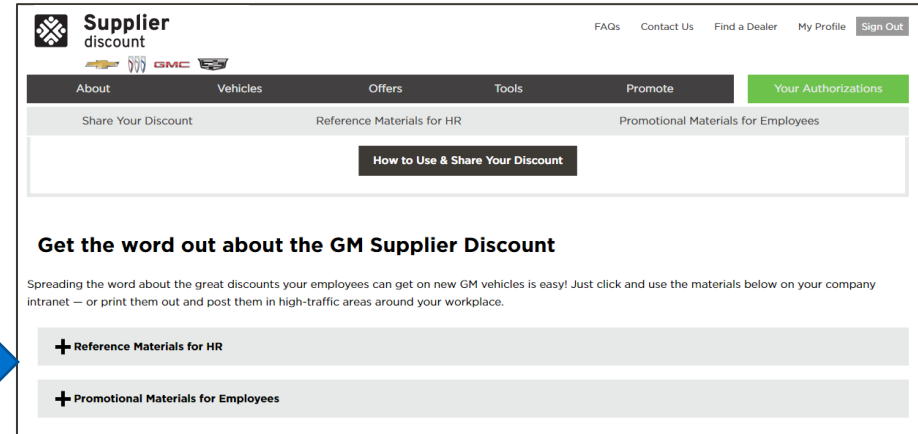 Supplier
discount
FAQs Contact Us Find a Dealer My Profile Sign Out
GMC
About Vehicles Offers Tools Promote Your Authorizations
Share Your Discount Reference Materials for HR Promotional Materials for Employees
How to Use & Share Your Discount
Get the word out about the GM Supplier Discount
Spreading the word about the great discounts your employees can get on new GM vehicles is easy! Just click and use the materials below on your company
intranet — or print them out and post them in high-traffic areas around your workplace.
Reference Materials for HR
Promotional Materials for Employees